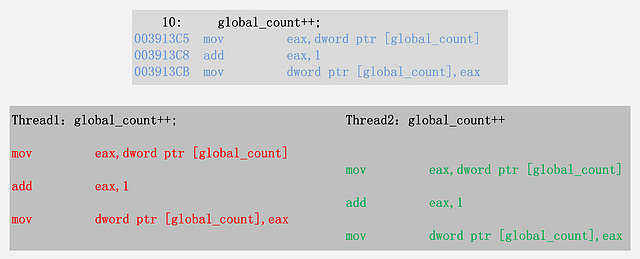 10: global_count++;
003913C5 mov eax,dword ptr [global_count]
003913C8 add eax,1
003913CB mov dword ptr [global_count],eax
Thread1: global_count++; Thread2: global_count++
mov eax,dword ptr [global_count]
mov eax,dword ptr [global_count]
add eax,1
add eax,1
mov dword ptr [global_count],eax
mov dword ptr [global_count],eax